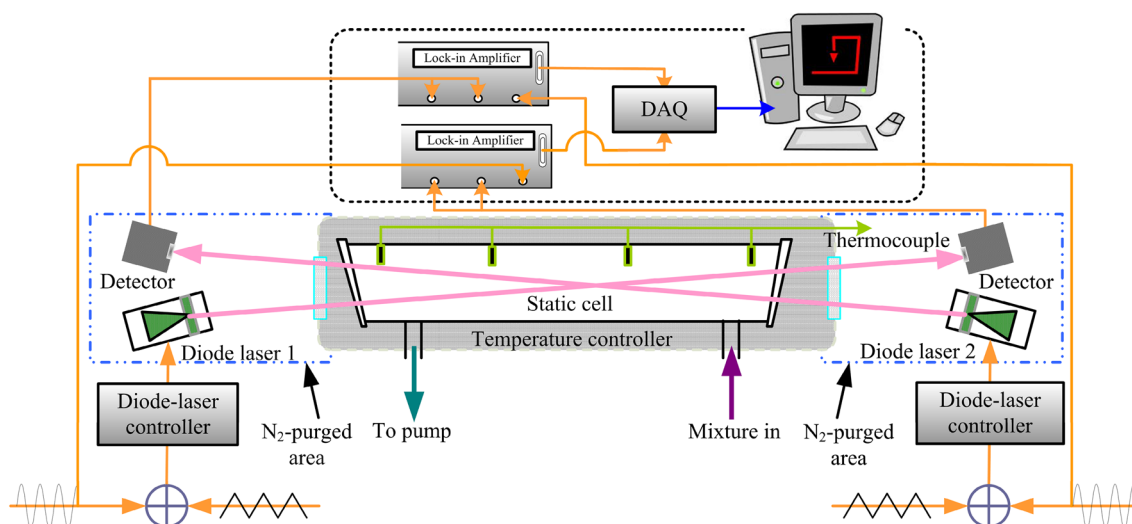 Lock-in Amplifier
DAQ
Lock-in Amplifier
Thermocouple
Detector
Detector
Static cell
Temperature controller
Diode laser 1
Diode laser 2
Diode-laser
controller
Diode-laser
controller
N₂-purged
area
To pump
Mixture in
N₂-purged
area